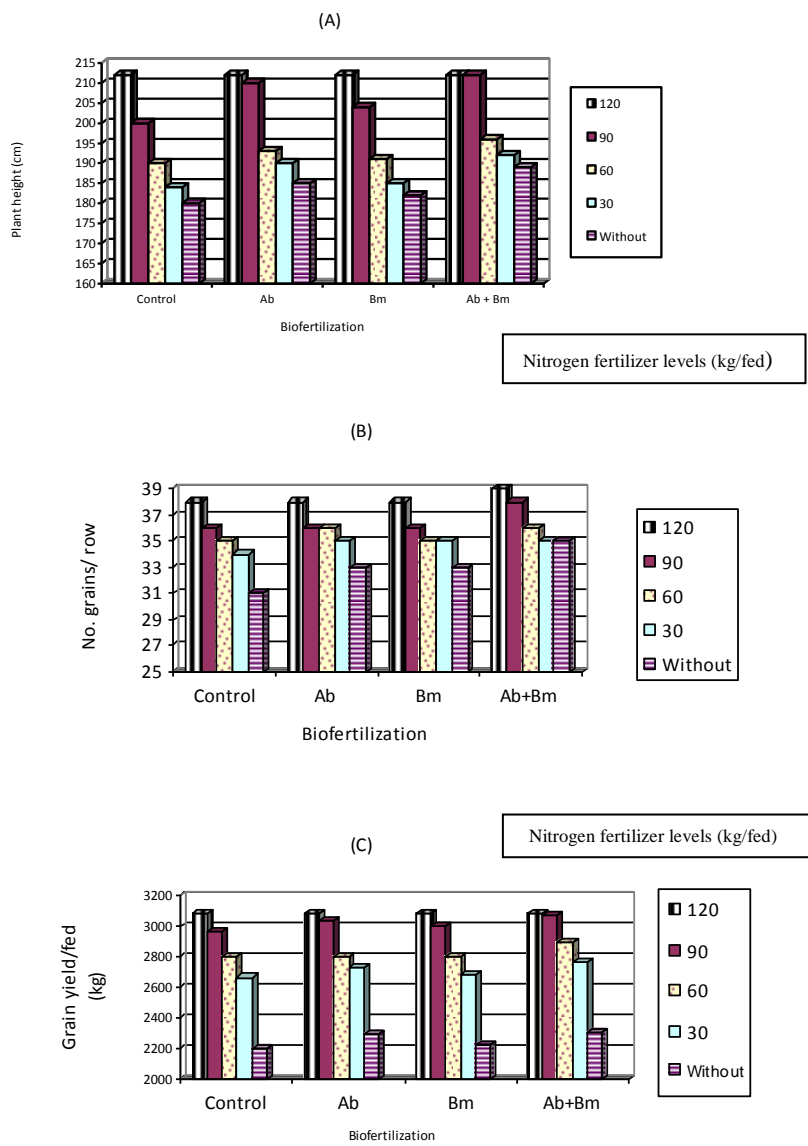 (A)
Plant height (cm)
215
210
205
200
195
190
185
180
175
170
165
160
Control Ab Bm Ab + Bm
Biofertilization
120
90
60
30
Without
Nitrogen fertilizer levels (kg/fed)
(B)
No. grains/ row
39
37
35
33
31
29
27
25
Control Ab Bm Ab+Bm
Biofertilization
120
90
60
30
Without
Nitrogen fertilizer levels (kg/fed)
(C)
Grain yield/fed
(kg)
3200
3000
2800
2600
2400
2200
2000
Control Ab Bm Ab+Bm
Biofertilization
120
90
60
30
Without